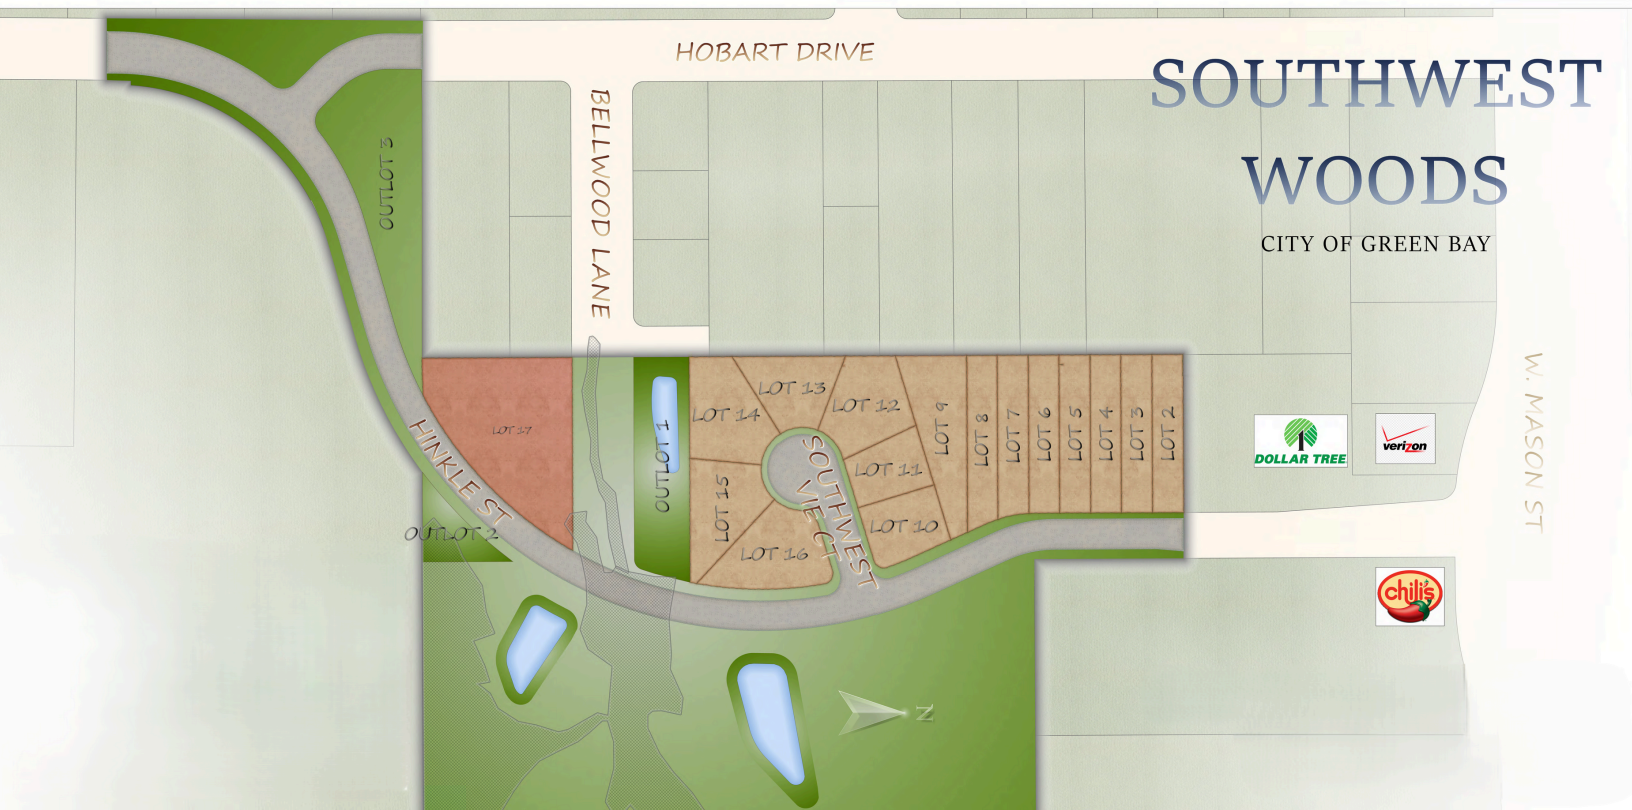 HOBART DRIVE
SOUTHWEST
WOODS
CITY OF GREEN BAY
BELLWOOD LANE
OUTLOT 3
W. MASON ST
LOT 17
HINKLE ST
OUTLOT 2
OUTLOT 1
LOT 14
LOT 13
LOT 12
LOT 15
LOT 16
LOT 11
LOT 10
SOUTHWEST
VIE CT
LOT 9
LOT 8
LOT 7
LOT 6
LOT 5
LOT 4
LOT 3
LOT 2
DOLLAR TREE
verizon
chili's
N